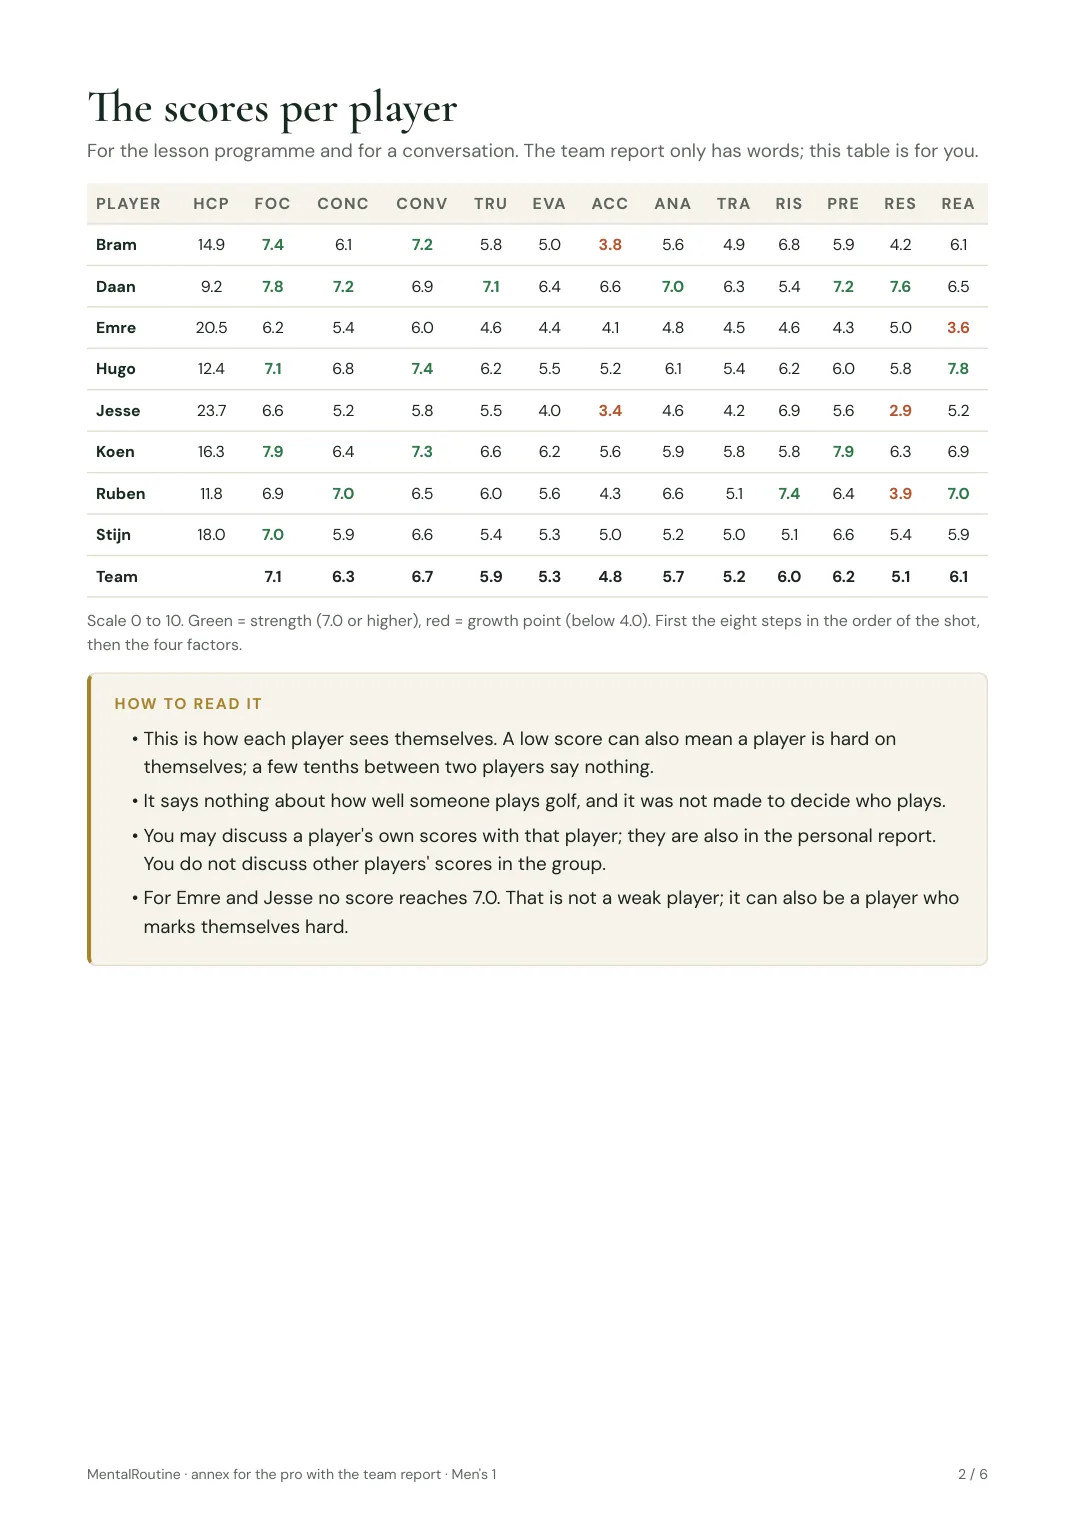 The scores per player
For the lesson programme and for a conversation. The team report only has words; this table is for you.
PLAYER HCP FOC CONC CONV TRU EVA ACC ANA TRA RIS PRE RES REA
Bram 14.9 7.4 6.1 7.2 5.8 5.0 3.8 5.6 4.9 6.8 5.9 4.2 6.1
Daan 9.2 7.8 7.2 6.9 7.1 6.4 6.6 7.0 6.3 5.4 7.2 7.6 6.5
Emre 20.5 6.2 5.4 6.0 4.6 4.4 4.1 4.8 4.5 4.6 4.3 5.0 3.6
Hugo 12.4 7.1 6.8 7.4 6.2 5.5 5.2 6.1 5.4 6.2 6.0 5.8 7.8
Jesse 23.7 6.6 5.2 5.8 5.5 4.0 3.4 4.6 4.2 6.9 5.6 2.9 5.2
Koen 16.3 7.9 6.4 7.3 6.6 6.2 5.6 5.9 5.8 5.8 7.9 6.3 6.9
Ruben 11.8 6.9 7.0 6.5 6.0 5.6 4.3 6.6 5.1 7.4 6.4 3.9 7.0
Stijn 18.0 7.0 5.9 6.6 5.4 5.3 5.0 5.2 5.0 5.1 6.6 5.4 5.9
Team 7.1 6.3 6.7 5.9 5.3 4.8 5.7 5.2 6.0 6.2 5.1 6.1
Scale 0 to 10. Green = strength (7.0 or higher), red = growth point (below 4.0). First the eight steps in the order of the shot,
then the four factors.
HOW TO READ IT
• This is how each player sees themselves. A low score can also mean a player is hard on
themselves; a few tenths between two players say nothing.
• It says nothing about how well someone plays golf, and it was not made to decide who plays.
• You may discuss a player's own scores with that player; they are also in the personal report.
You do not discuss other players' scores in the group.
• For Emre and Jesse no score reaches 7.0. That is not a weak player; it can also be a player who
marks themselves hard.
MentalRoutine · annex for the pro with the team report · Men's 1
2 / 6